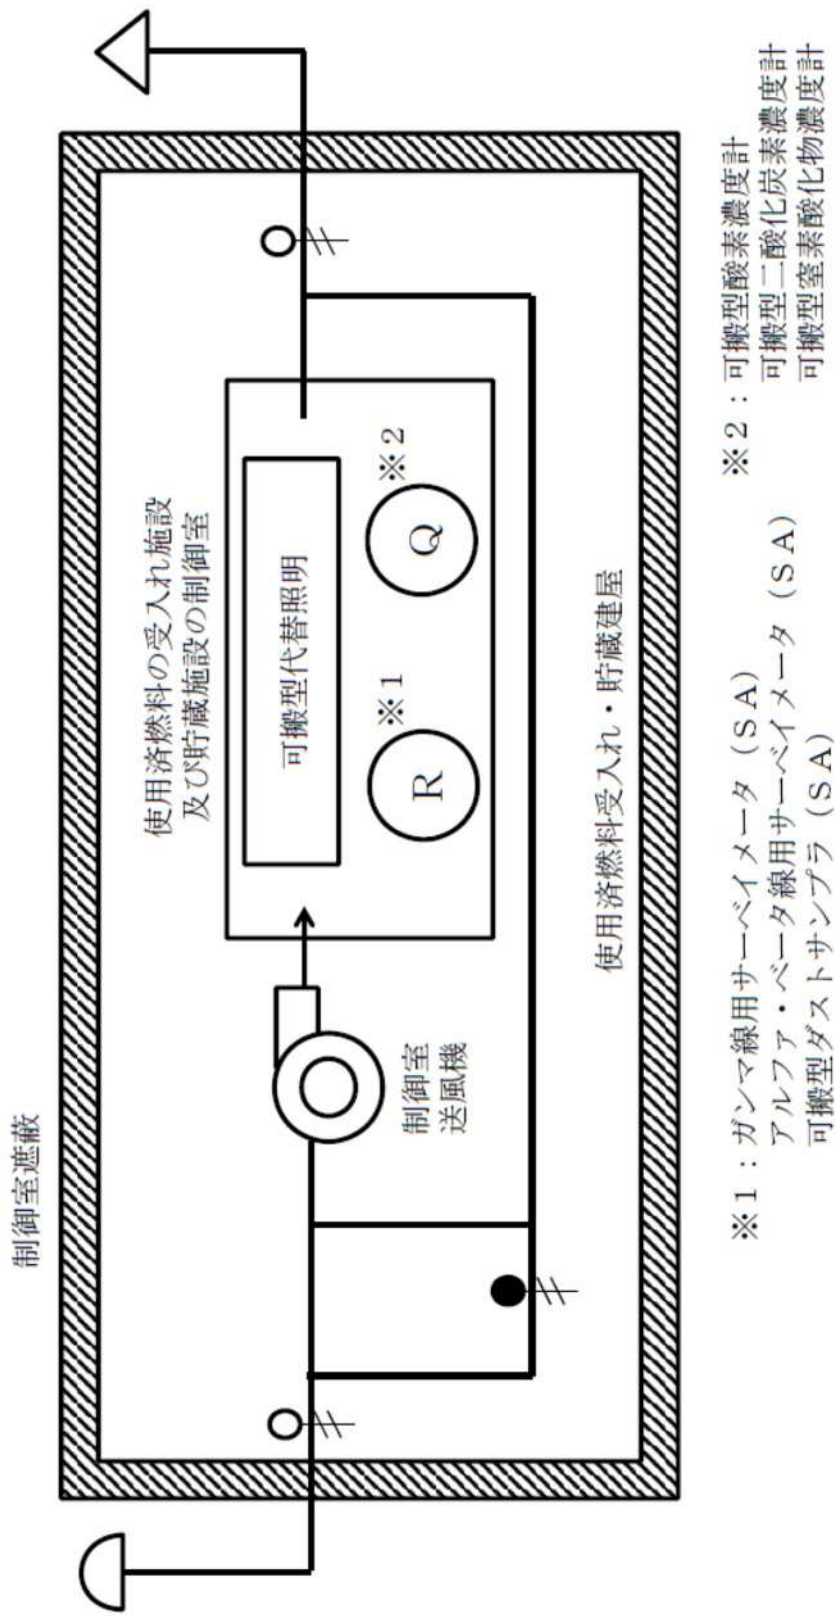 制御室遮蔽
使用済燃料の受入れ施設
及び貯蔵施設の制御室
可搬型代替照明
※1
R
※2
Q
制御室
送風機
使用済燃料受入れ・貯蔵建屋
※1：ガンマ線用サーベイメータ（ＳＡ）
アルファ・ベータ線用サーベイメータ（ＳＡ）
可搬型ダストサンプラ（ＳＡ）
※2：可搬型酸素濃度計
可搬型二酸化炭素濃度計
可搬型窒素酸化物濃度計